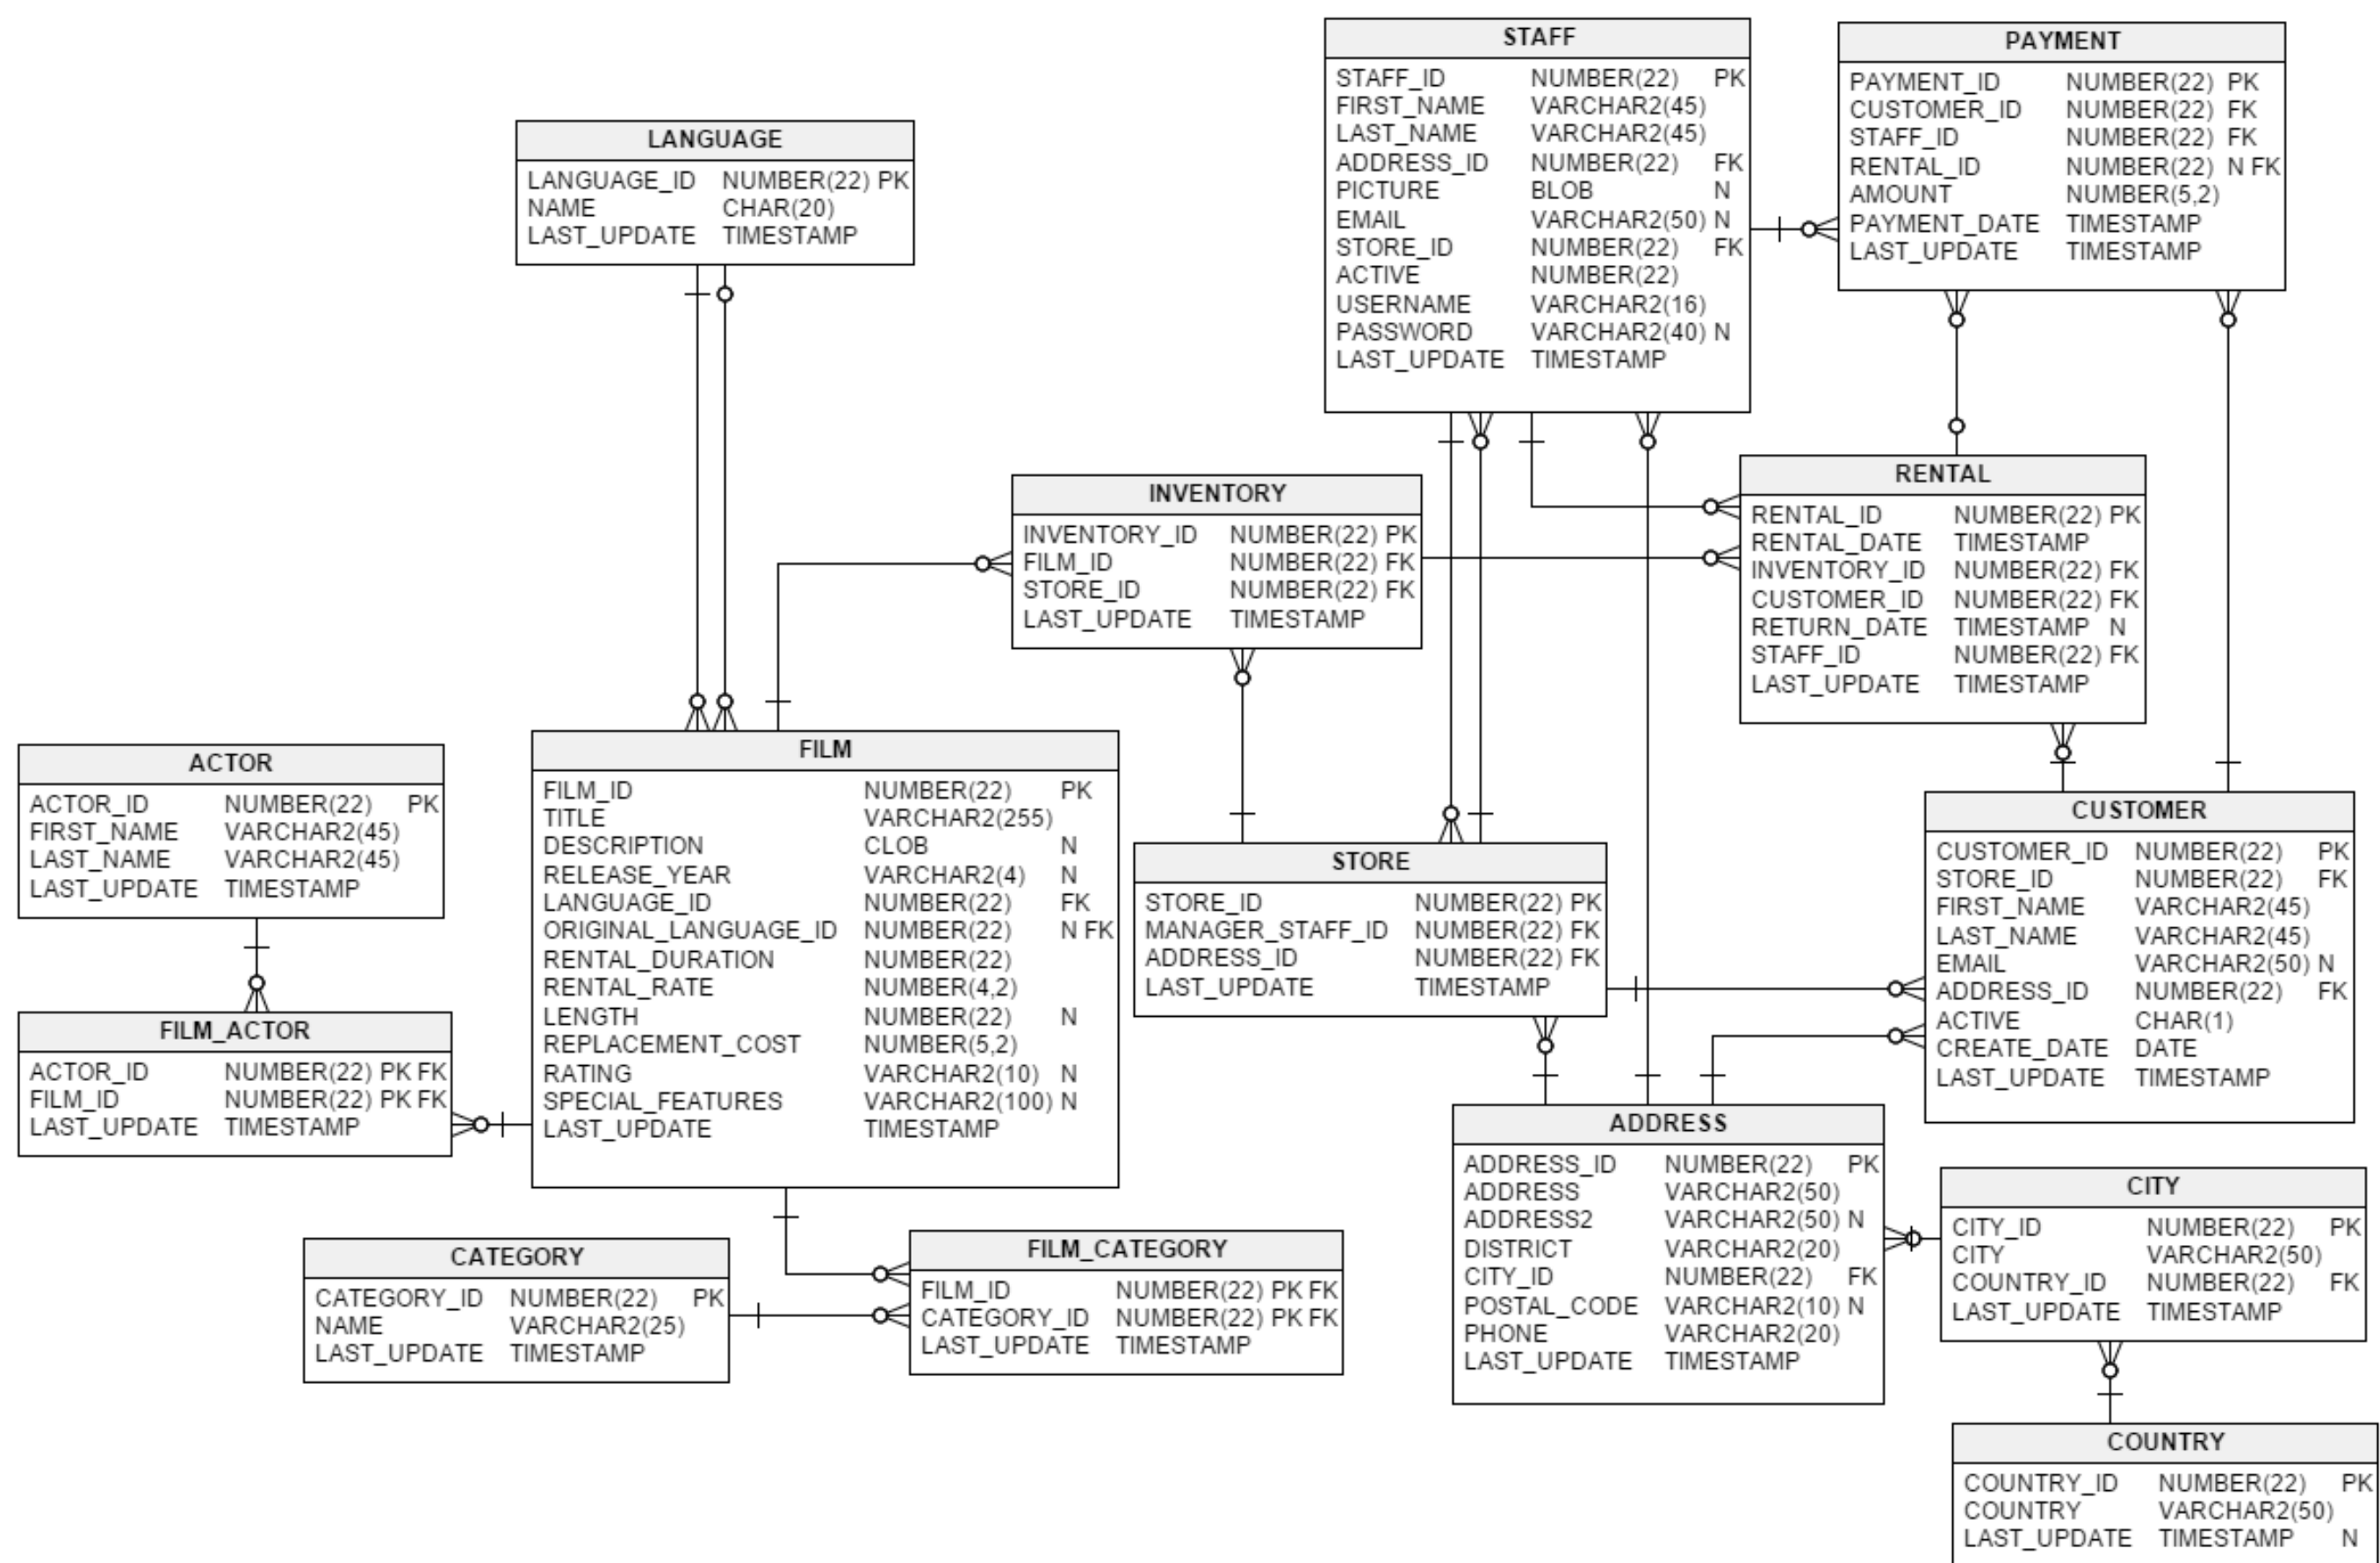 STAFF
STAFF_ID NUMBER(22) PK
FIRST_NAME VARCHAR2(45)
LAST_NAME VARCHAR2(45)
ADDRESS_ID NUMBER(22) FK
PICTURE BLOB N
EMAIL VARCHAR2(50) N
STORE_ID NUMBER(22) FK
ACTIVE NUMBER(22)
USERNAME VARCHAR2(16)
PASSWORD VARCHAR2(40) N
LAST_UPDATE TIMESTAMP
PAYMENT
PAYMENT_ID NUMBER(22) PK
CUSTOMER_ID NUMBER(22) FK
STAFF_ID NUMBER(22) FK
RENTAL_ID NUMBER(22) N FK
AMOUNT NUMBER(5,2)
PAYMENT_DATE TIMESTAMP
LAST_UPDATE TIMESTAMP
LANGUAGE
LANGUAGE_ID NUMBER(22) PK
NAME CHAR(20)
LAST_UPDATE TIMESTAMP
INVENTORY
INVENTORY_ID NUMBER(22) PK
FILM_ID NUMBER(22) FK
STORE_ID NUMBER(22) FK
LAST_UPDATE TIMESTAMP
RENTAL
RENTAL_ID NUMBER(22) PK
RENTAL_DATE TIMESTAMP
INVENTORY_ID NUMBER(22) FK
CUSTOMER_ID NUMBER(22) FK
RETURN_DATE TIMESTAMP N
STAFF_ID NUMBER(22) FK
LAST_UPDATE TIMESTAMP
ACTOR
ACTOR_ID NUMBER(22) PK
FIRST_NAME VARCHAR2(45)
LAST_NAME VARCHAR2(45)
LAST_UPDATE TIMESTAMP
FILM
FILM_ID NUMBER(22) PK
TITLE VARCHAR2(255)
DESCRIPTION CLOB N
RELEASE_YEAR VARCHAR2(4) N
LANGUAGE_ID NUMBER(22) FK
ORIGINAL_LANGUAGE_ID NUMBER(22) N FK
RENTAL_DURATION NUMBER(22)
RENTAL_RATE NUMBER(4,2)
LENGTH NUMBER(22) N
REPLACEMENT_COST NUMBER(5,2)
RATING VARCHAR2(10) N
SPECIAL_FEATURES VARCHAR2(100) N
LAST_UPDATE TIMESTAMP
STORE
STORE_ID NUMBER(22) PK
MANAGER_STAFF_ID NUMBER(22) FK
ADDRESS_ID NUMBER(22) FK
LAST_UPDATE TIMESTAMP
CUSTOMER
CUSTOMER_ID NUMBER(22) PK
STORE_ID NUMBER(22) FK
FIRST_NAME VARCHAR2(45)
LAST_NAME VARCHAR2(45)
EMAIL VARCHAR2(50) N
ADDRESS_ID NUMBER(22) FK
ACTIVE CHAR(1)
CREATE_DATE DATE
LAST_UPDATE TIMESTAMP
FILM_ACTOR
ACTOR_ID NUMBER(22) PK FK
FILM_ID NUMBER(22) PK FK
LAST_UPDATE TIMESTAMP
ADDRESS
ADDRESS_ID NUMBER(22) PK
ADDRESS VARCHAR2(50)
ADDRESS2 VARCHAR2(50) N
DISTRICT VARCHAR2(20)
CITY_ID NUMBER(22) FK
POSTAL_CODE VARCHAR2(10) N
PHONE VARCHAR2(20)
LAST_UPDATE TIMESTAMP
CITY
CITY_ID NUMBER(22) PK
CITY VARCHAR2(50)
COUNTRY_ID NUMBER(22) FK
LAST_UPDATE TIMESTAMP
CATEGORY
CATEGORY_ID NUMBER(22) PK
NAME VARCHAR2(25)
LAST_UPDATE TIMESTAMP
FILM_CATEGORY
FILM_ID NUMBER(22) PK FK
CATEGORY_ID NUMBER(22) PK FK
LAST_UPDATE TIMESTAMP
COUNTRY
COUNTRY_ID NUMBER(22) PK
COUNTRY VARCHAR2(50)
LAST_UPDATE TIMESTAMP N